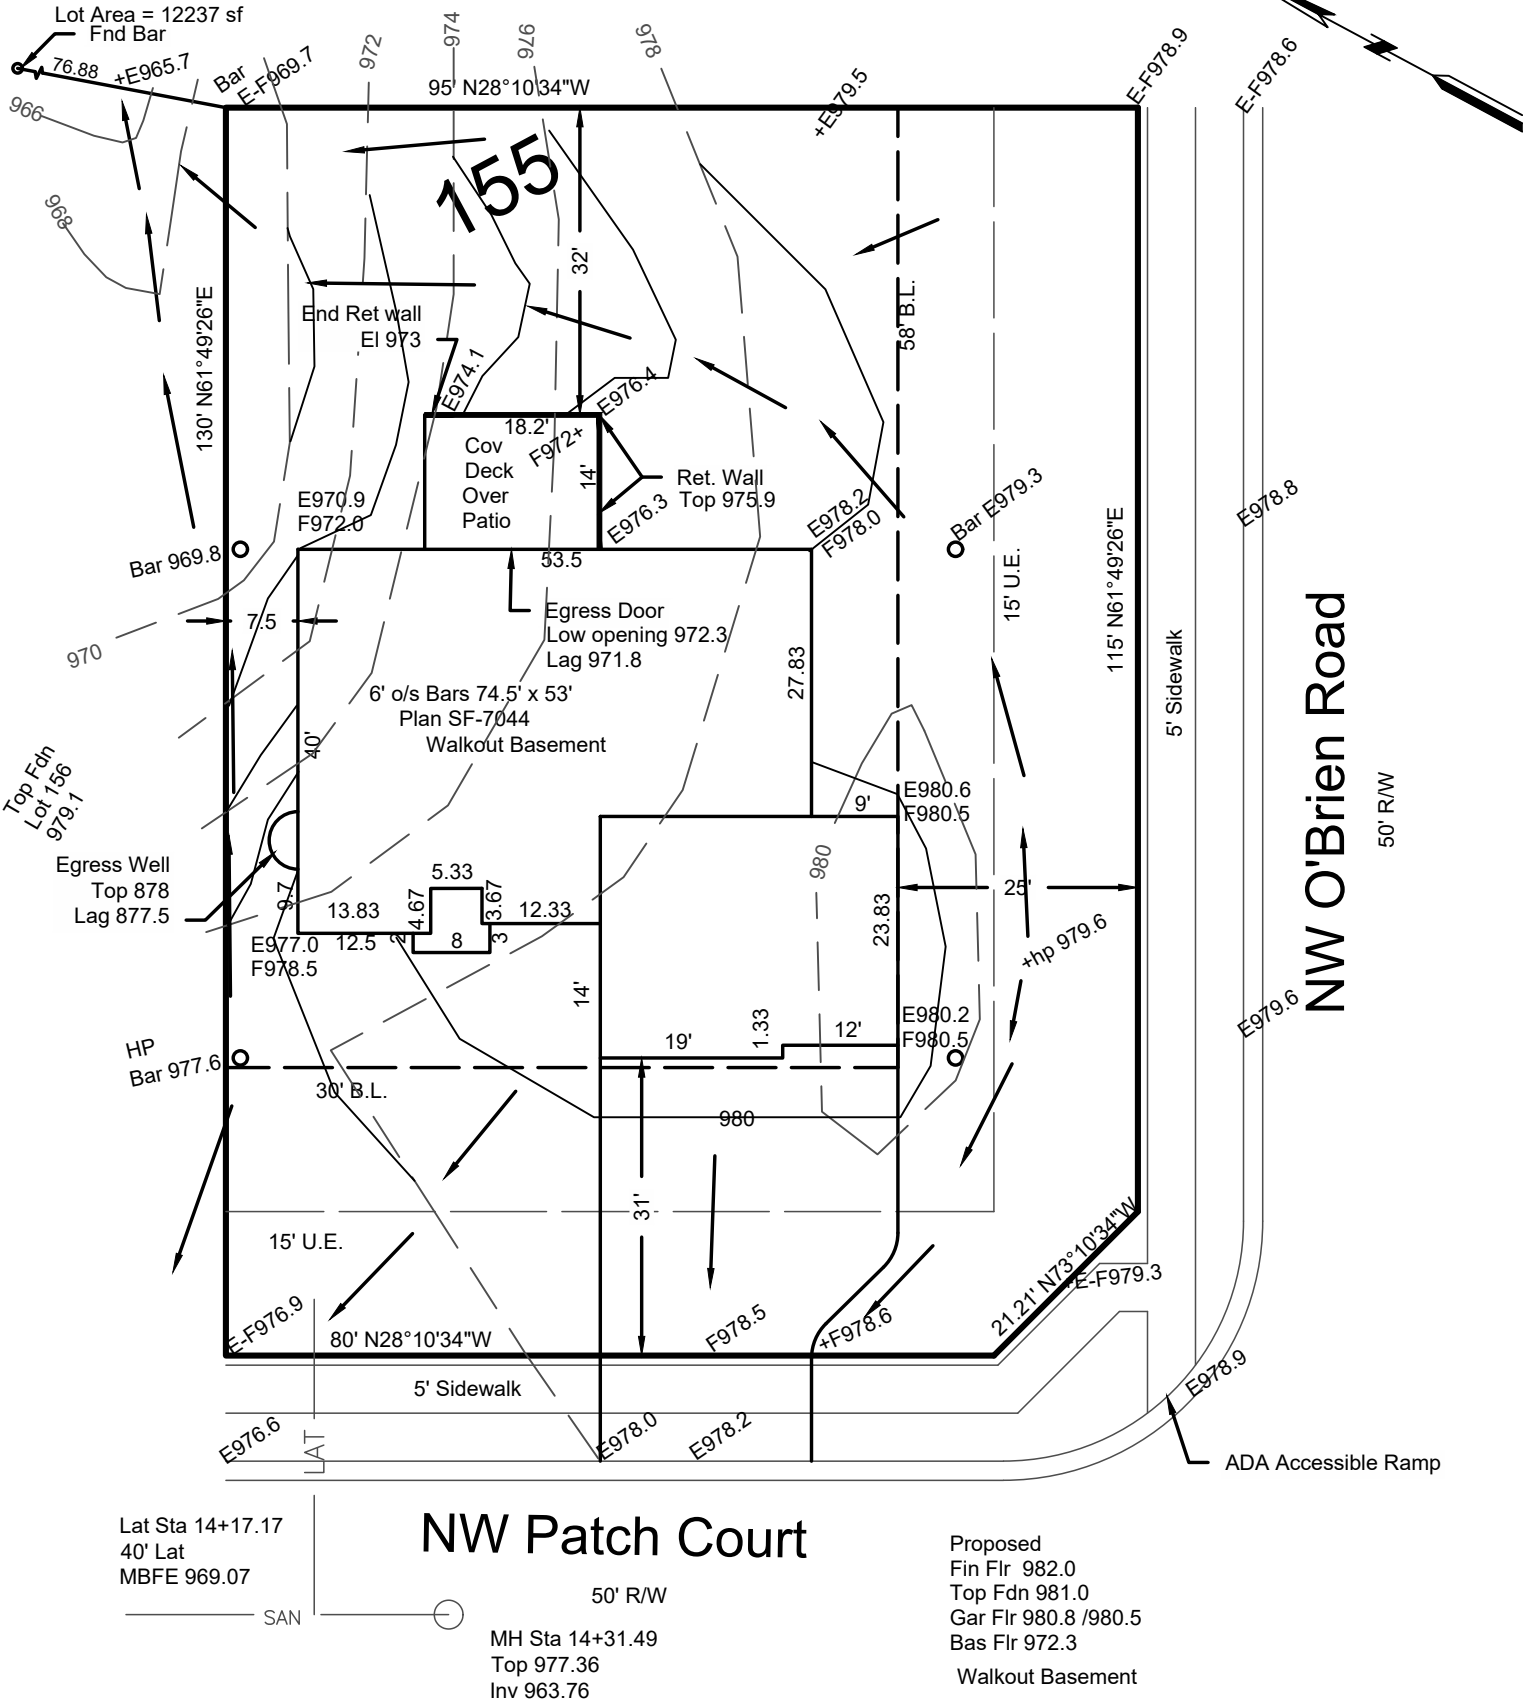 Lot Area = 12237 sf
Fnd Bar
76.88
+E965.7
Bar
E-F969.7
972
974
976
978
95' N28°10'34"W
+E979.5
E-F978.9
E-F978.6
966
968
155
32'
58' B.L.
130' N61°49'26"E
End Ret wall
El 973
E974.1
E976.4
18.2'
F972+
Cov
Deck
Over
Patio
14'
Ret. Wall
Top 975.9
E976.3
E978.2
F978.0
Bar E979.3
E978.8
E970.9
F972.0
Bar 969.8
53.5
7.5
970
Egress Door
Low opening 972.3
Lag 971.8
15' U.E.
115' N61°49'26"E
5' Sidewalk
NW O'Brien Road
50' R/W
27.83
6' o/s Bars 74.5' x 53'
Plan SF-7044
Walkout Basement
40'
Top Fdn
Lot 156
979.1
Egress Well
Top 878
Lag 877.5
9.7
E980.6
F980.5
9'
980
25'
5.33
13.83
4.67
3.67
12.33
12.5
2
8
3
23.83
+hp 979.6
E977.0
F978.5
14'
E980.2
F980.5
E979.6
19'
1.33
12'
HP
Bar 977.6
30' B.L.
980
31'
15' U.E.
21.21' N73°10'34"W
+E-F979.3
E-F976.9
80' N28°10'34"W
F978.5
+F978.6
5' Sidewalk
E978.9
E976.6
LAT
E978.0
E978.2
ADA Accessible Ramp
NW Patch Court
50' R/W
Lat Sta 14+17.17
40' Lat
MBFE 969.07
SAN
MH Sta 14+31.49
Top 977.36
Inv 963.76
Proposed
Fin Flr 982.0
Top Fdn 981.0
Gar Flr 980.8 /980.5
Bas Flr 972.3
Walkout Basement